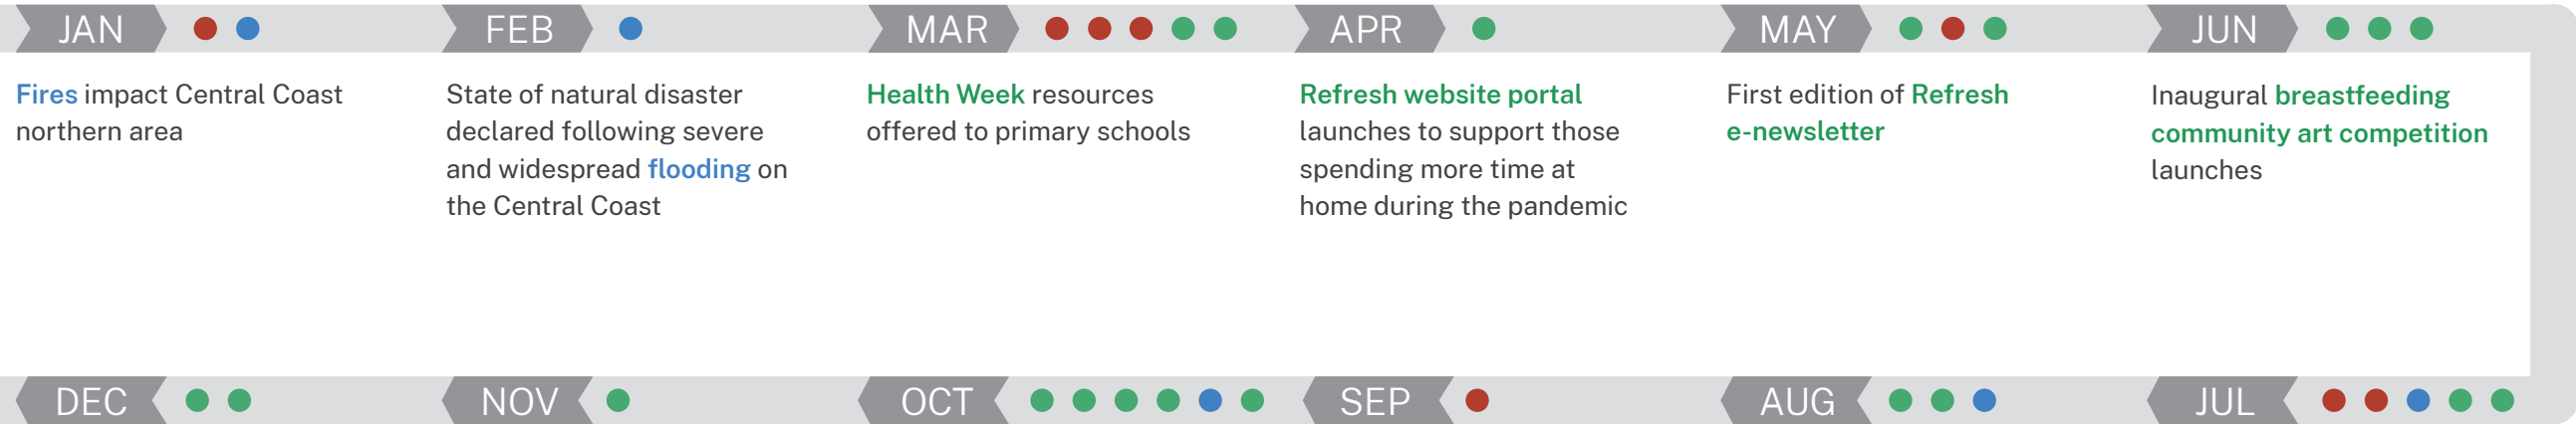 JAN
FEB
MAR
APR
MAY
JUN
Fires impact Central Coast
northern area
State of natural disaster
declared following severe
and widespread flooding on
the Central Coast
Health Week resources
offered to primary schools
Refresh website portal
launches to support those
spending more time at
home during the pandemic
First edition of Refresh
e-newsletter
Inaugural breastfeeding
community art competition
launches
DEC
NOV
OCT
SEP
AUG
JUL